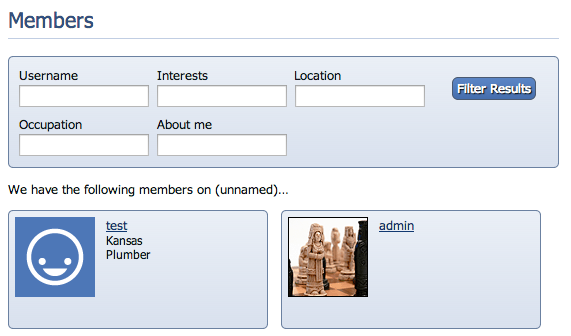 Members
Username Interests Location
Filter Results
Occupation About me
We have the following members on (unnamed)...
test
Kansas
Plumber
admin